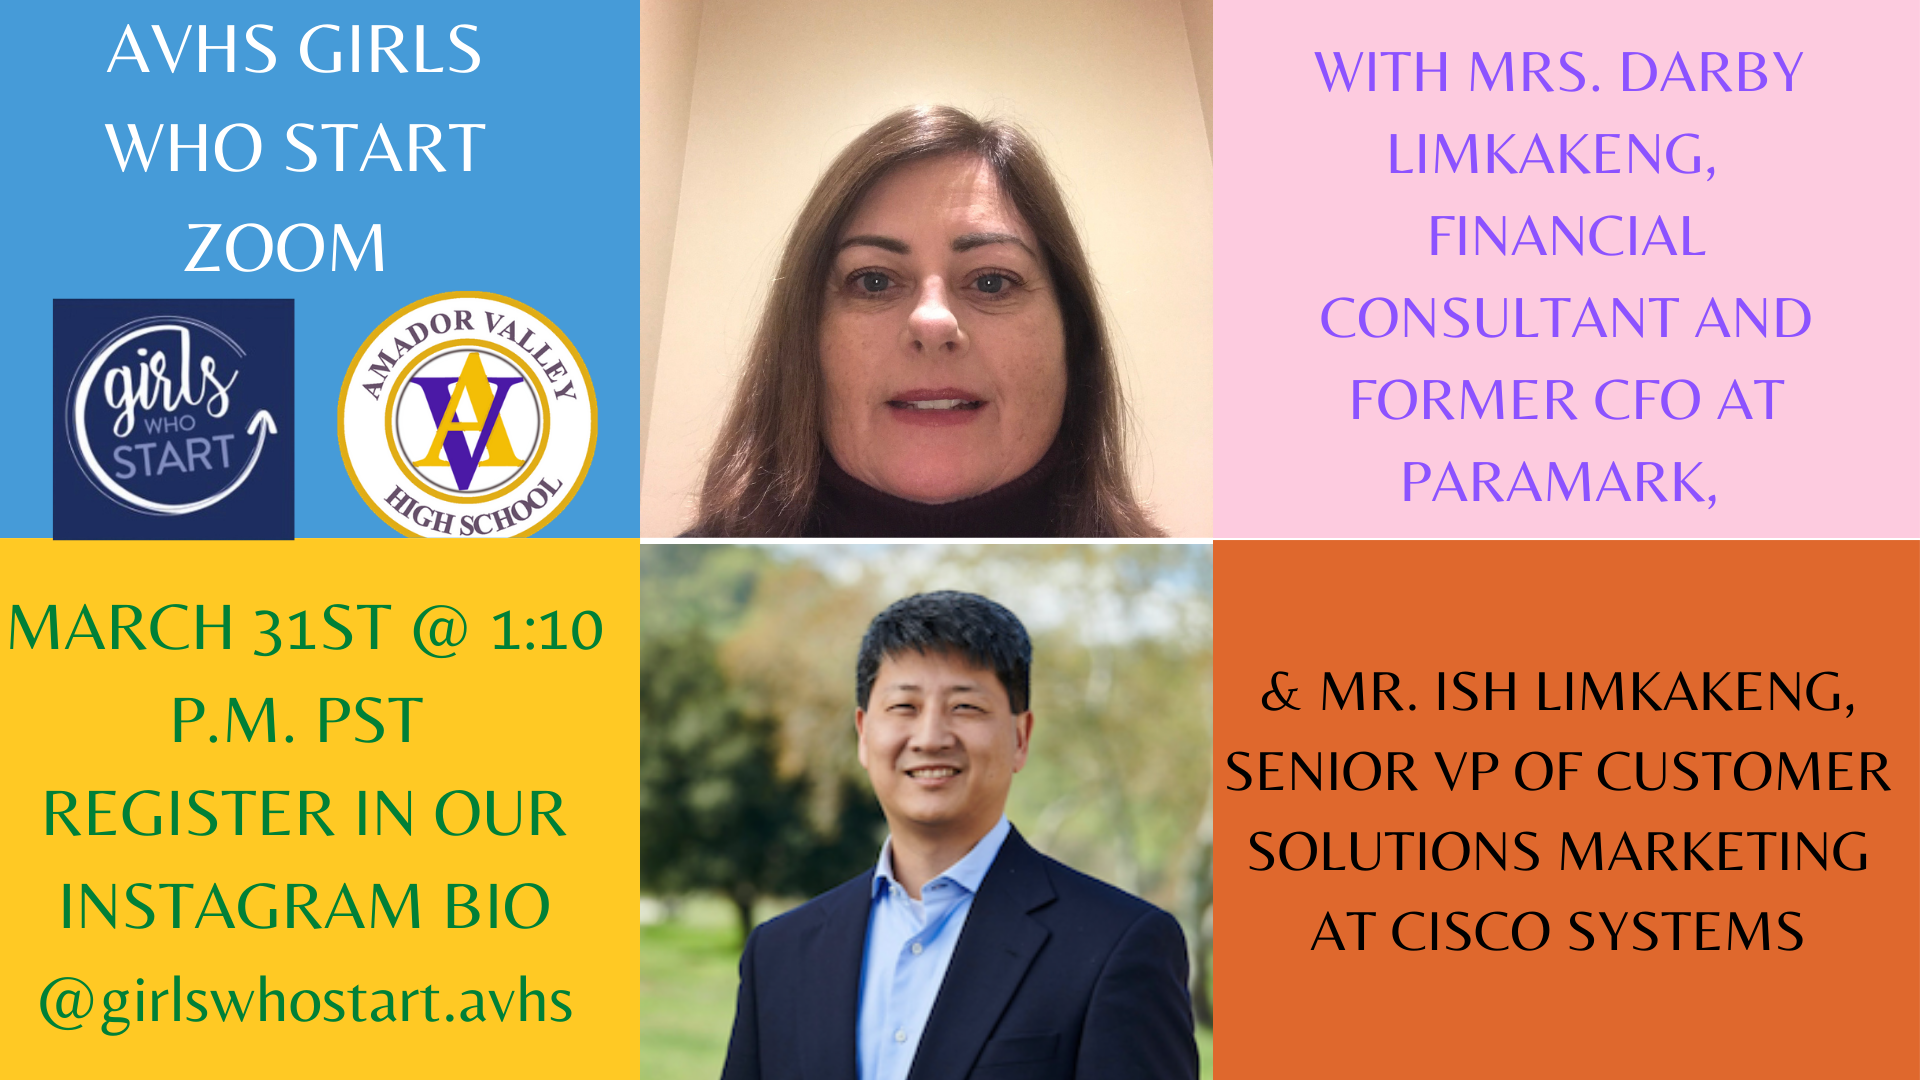 AVHS GIRLS
WHO START
ZOOM
girls
WHO
START
AMADOR VALLEY
AV
HIGH SCHOOL
WITH MRS. DARBY
LIMKAKENG,
FINANCIAL
CONSULTANT AND
FORMER CFO AT
PARAMARK,
MARCH 31ST @ 1:10
P.M. PST
REGISTER IN OUR
INSTAGRAM BIO
@girlswhostart.avhs
& MR. ISH LIMKAKENG,
SENIOR VP OF CUSTOMER
SOLUTIONS MARKETING
AT CISCO SYSTEMS